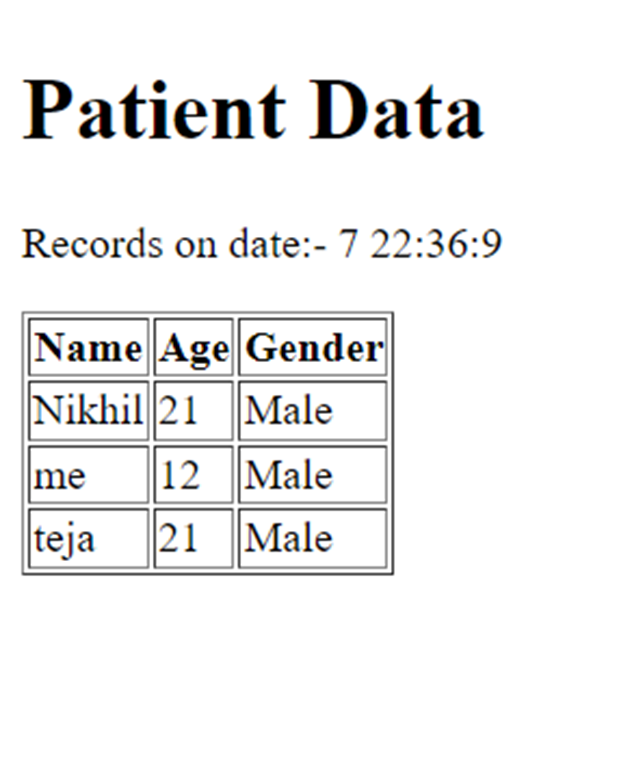 Patient Data
Records on date:- 7 22:36:9
Name Age Gender
Nikhil 21 Male
me 12 Male
teja 21 Male